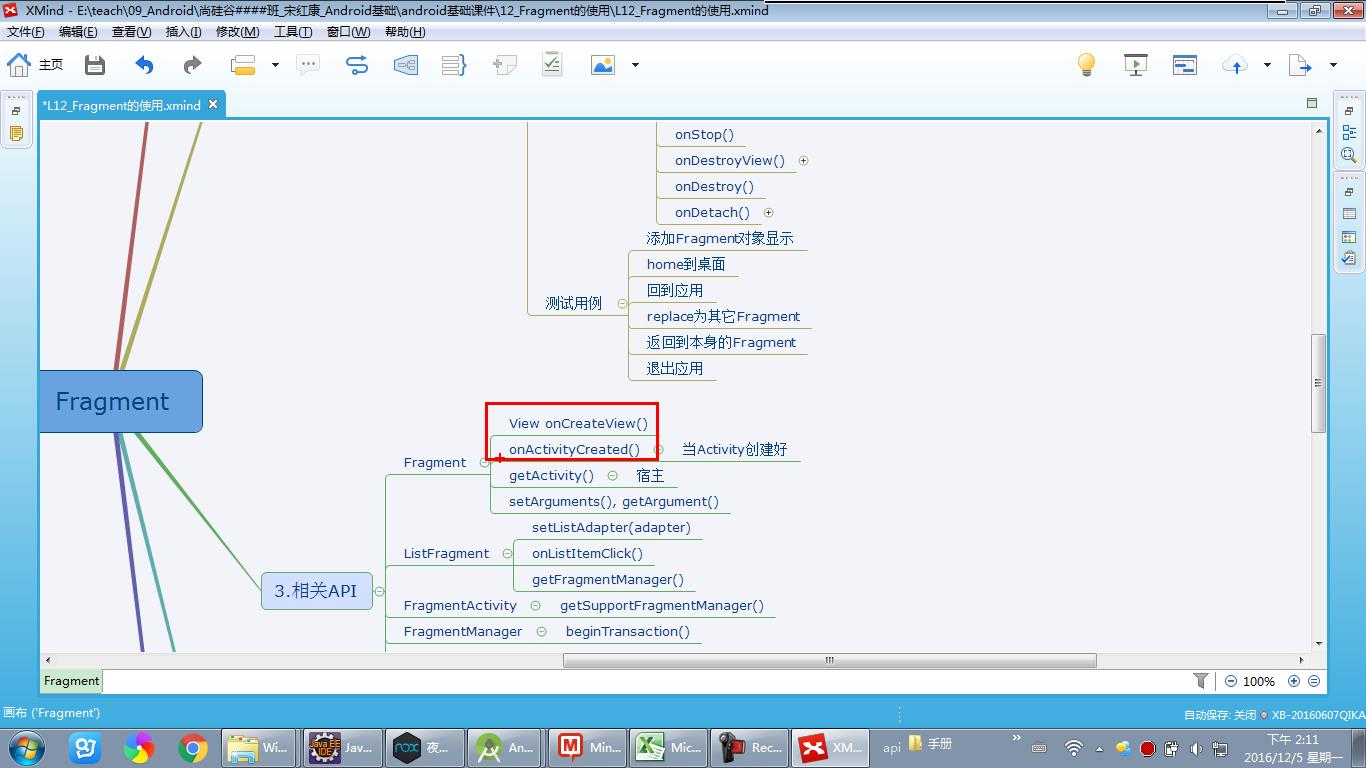 XMind - E:\teach\09_Android\尚硅谷####班_宋红康_Android基础\android基础课件\12_Fragment的使用\L12_Fragment的使用.xmind
文件(F) 编辑(E) 查看(V) 插入(I) 修改(M) 工具(T) 窗口(W) 帮助(H)
主页
*L12_Fragment的使用.xmind
onStop()
onDestroyView()
onDestroy()
onDetach()
添加Fragment对象显示
home到桌面
回到应用
测试用例
replace为其它Fragment
返回到本身的Fragment
退出应用
Fragment
View onCreateView()
onActivityCreated() 当Activity创建好
Fragment
getActivity() 宿主
setArguments(), getArgument()
setListAdapter(adapter)
ListFragment onListItemClick()
getFragmentManager()
3.相关API
FragmentActivity getSupportFragmentManager()
FragmentManager beginTransaction()
Fragment
100%
画布 ('Fragment')
自动保存: 关闭 XB-20160607QIKA
Wi... Jav... 夜... An... Min... Mic... Rec... XM... api 手册
下午 2:11
2016/12/5 星期一